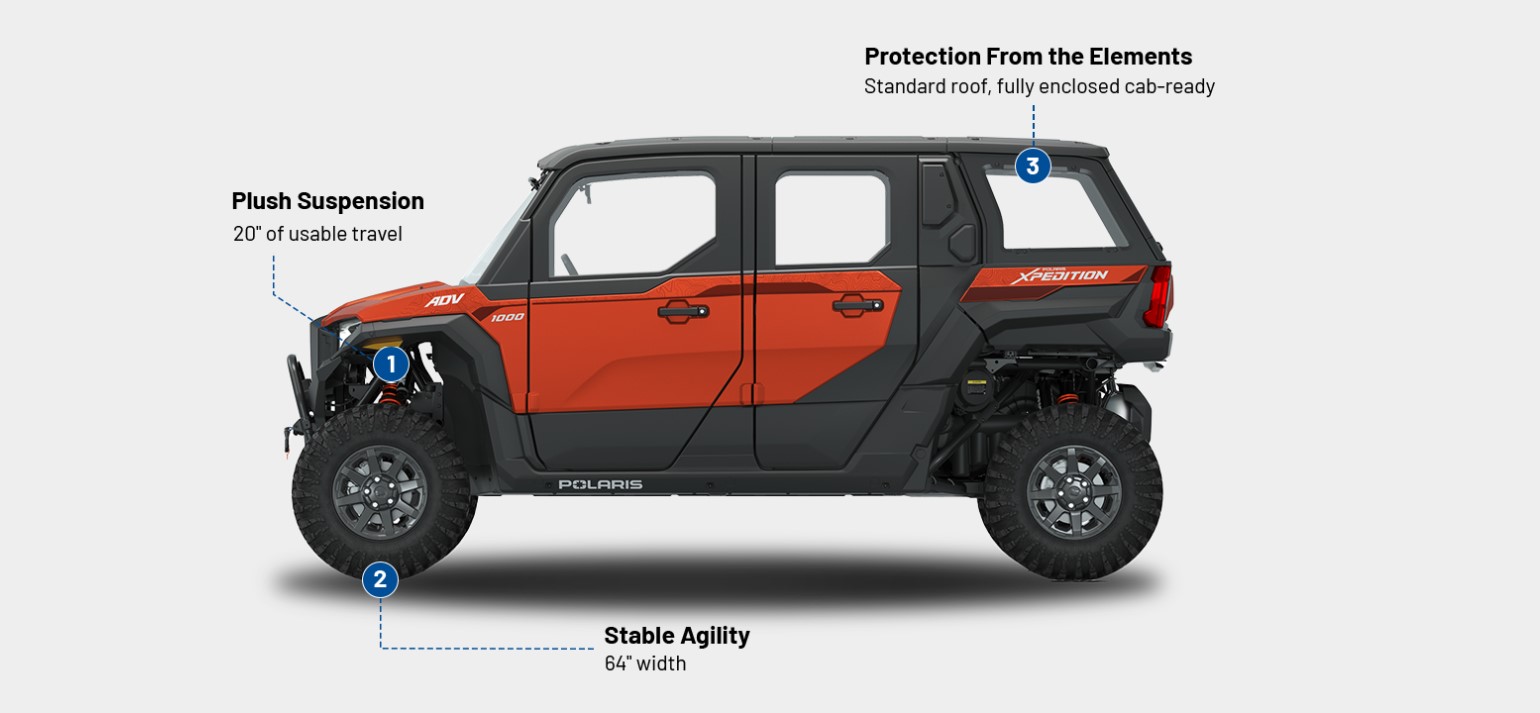 Protection From the Elements
Standard roof, fully enclosed cab-ready
3
Plush Suspension
20" of usable travel
POLARIS
XPEDITION
ADV
1000
1
POLARIS
2
Stable Agility
64" width